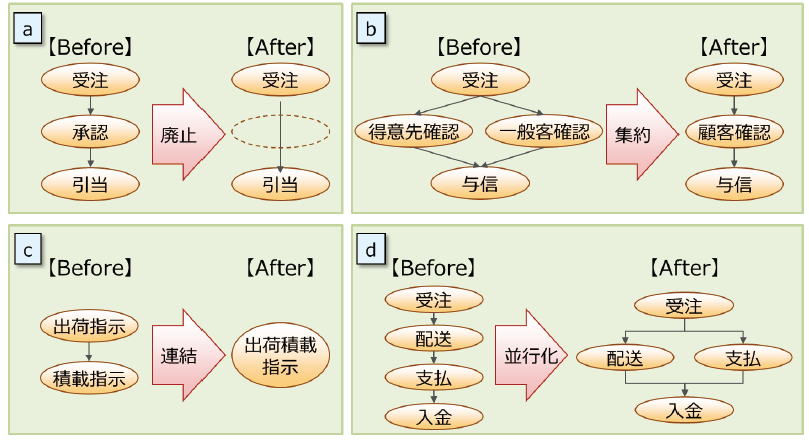 a
【Before】
【After】
受注
承認
引当
廃止
受注
引当
b
【Before】
【After】
受注
得意先確認
一般客確認
与信
集約
受注
顧客確認
与信
c
【Before】
【After】
出荷指示
積載指示
連結
出荷積載
指示
d
【Before】
【After】
受注
配送
支払
入金
並行化
受注
配送
支払
入金